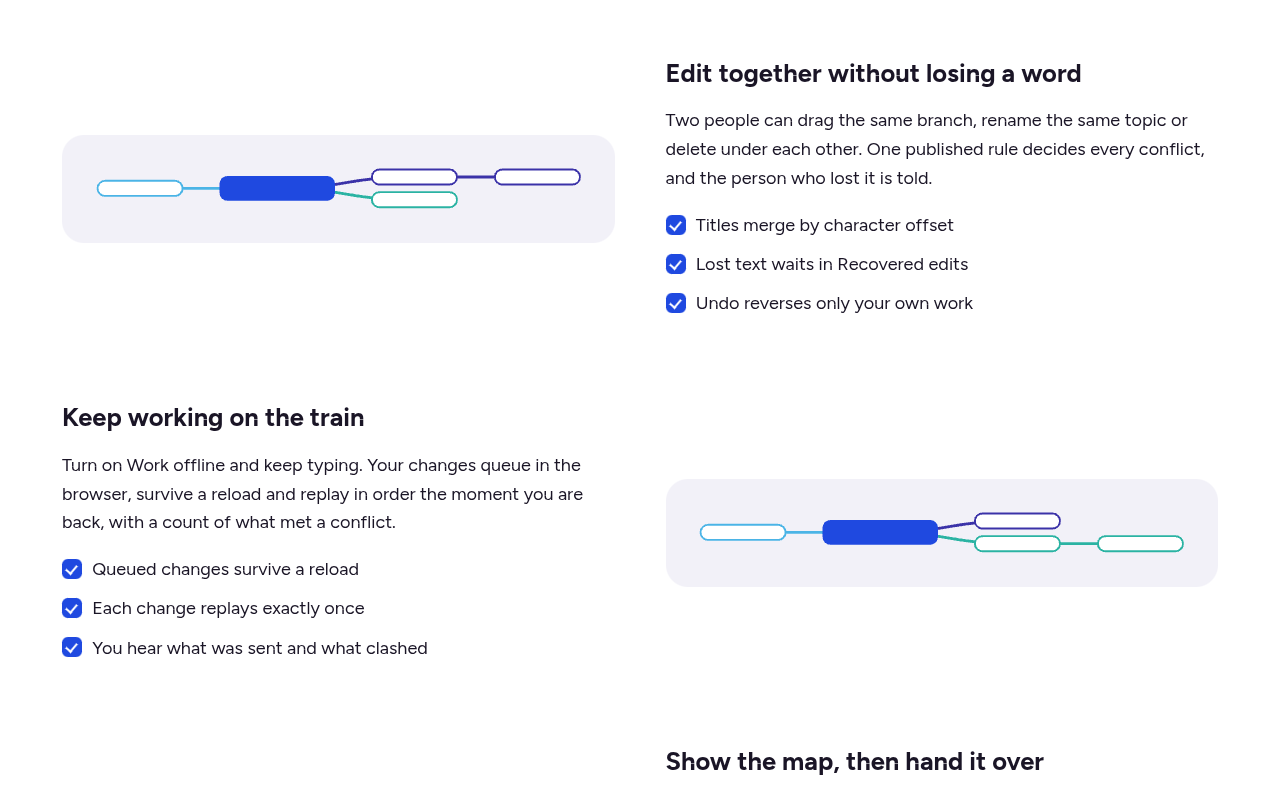 Edit together without losing a word
Two people can drag the same branch, rename the same topic or
delete under each other. One published rule decides every conflict,
and the person who lost it is told.
Titles merge by character offset
Lost text waits in Recovered edits
Undo reverses only your own work
Keep working on the train
Turn on Work offline and keep typing. Your changes queue in the
browser, survive a reload and replay in order the moment you are
back, with a count of what met a conflict.
Queued changes survive a reload
Each change replays exactly once
You hear what was sent and what clashed
Show the map, then hand it over